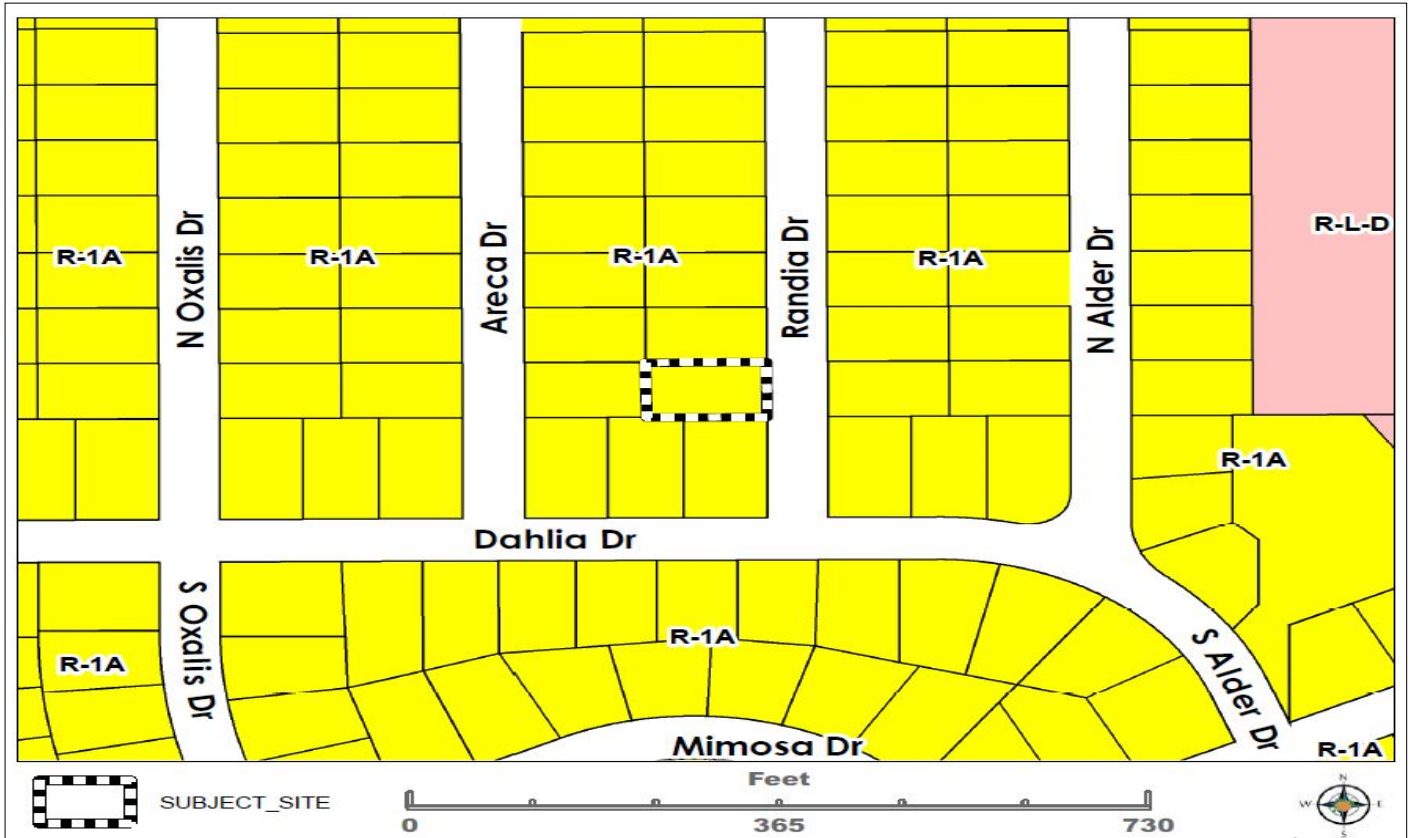 R-L-D
R-1A
R-1A
R-1A
R-1A
N Oxalis Dr
Areca Dr
Randia Dr
N Alder Dr
R-1A
Dahlia Dr
S Oxalis Dr
R-1A
R-1A
S Alder Dr
Mimosa Dr
R-1A
SUBJECT_SITE
Feet
0 365 730
N
W E
S